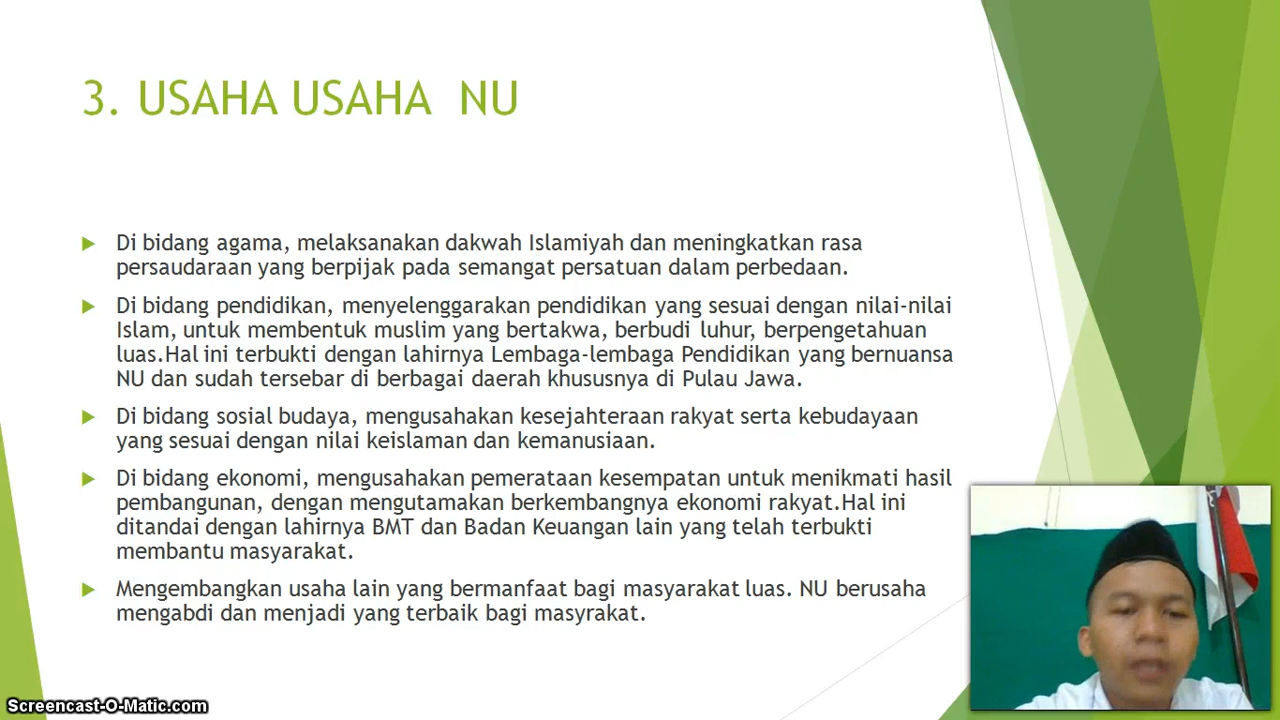 3. USAHA USAHA NU
Di bidang agama, melaksanakan dakwah Islamiyah dan meningkatkan rasa
persaudaraan yang berpijak pada semangat persatuan dalam perbedaan.
Di bidang pendidikan, menyelenggarakan pendidikan yang sesuai dengan nilai-nilai
Islam, untuk membentuk muslim yang bertakwa, berbudi luhur, berpengetahuan
luas.Hal ini terbukti dengan lahirnya Lembaga-lembaga Pendidikan yang bernuansa
NU dan sudah tersebar di berbagai daerah khususnya di Pulau Jawa.
Di bidang sosial budaya, mengusahakan kesejahteraan rakyat serta kebudayaan
yang sesuai dengan nilai keislaman dan kemanusiaan.
Di bidang ekonomi, mengusahakan pemerataan kesempatan untuk menikmati hasil
pembangunan, dengan mengutamakan berkembangnya ekonomi rakyat.Hal ini
ditandai dengan lahirnya BMT dan Badan Keuangan lain yang telah terbukti
membantu masyarakat.
Mengembangkan usaha lain yang bermanfaat bagi masyarakat luas. NU berusaha
mengabdi dan menjadi yang terbaik bagi masyrakat.
Screencast-O-Matic.com